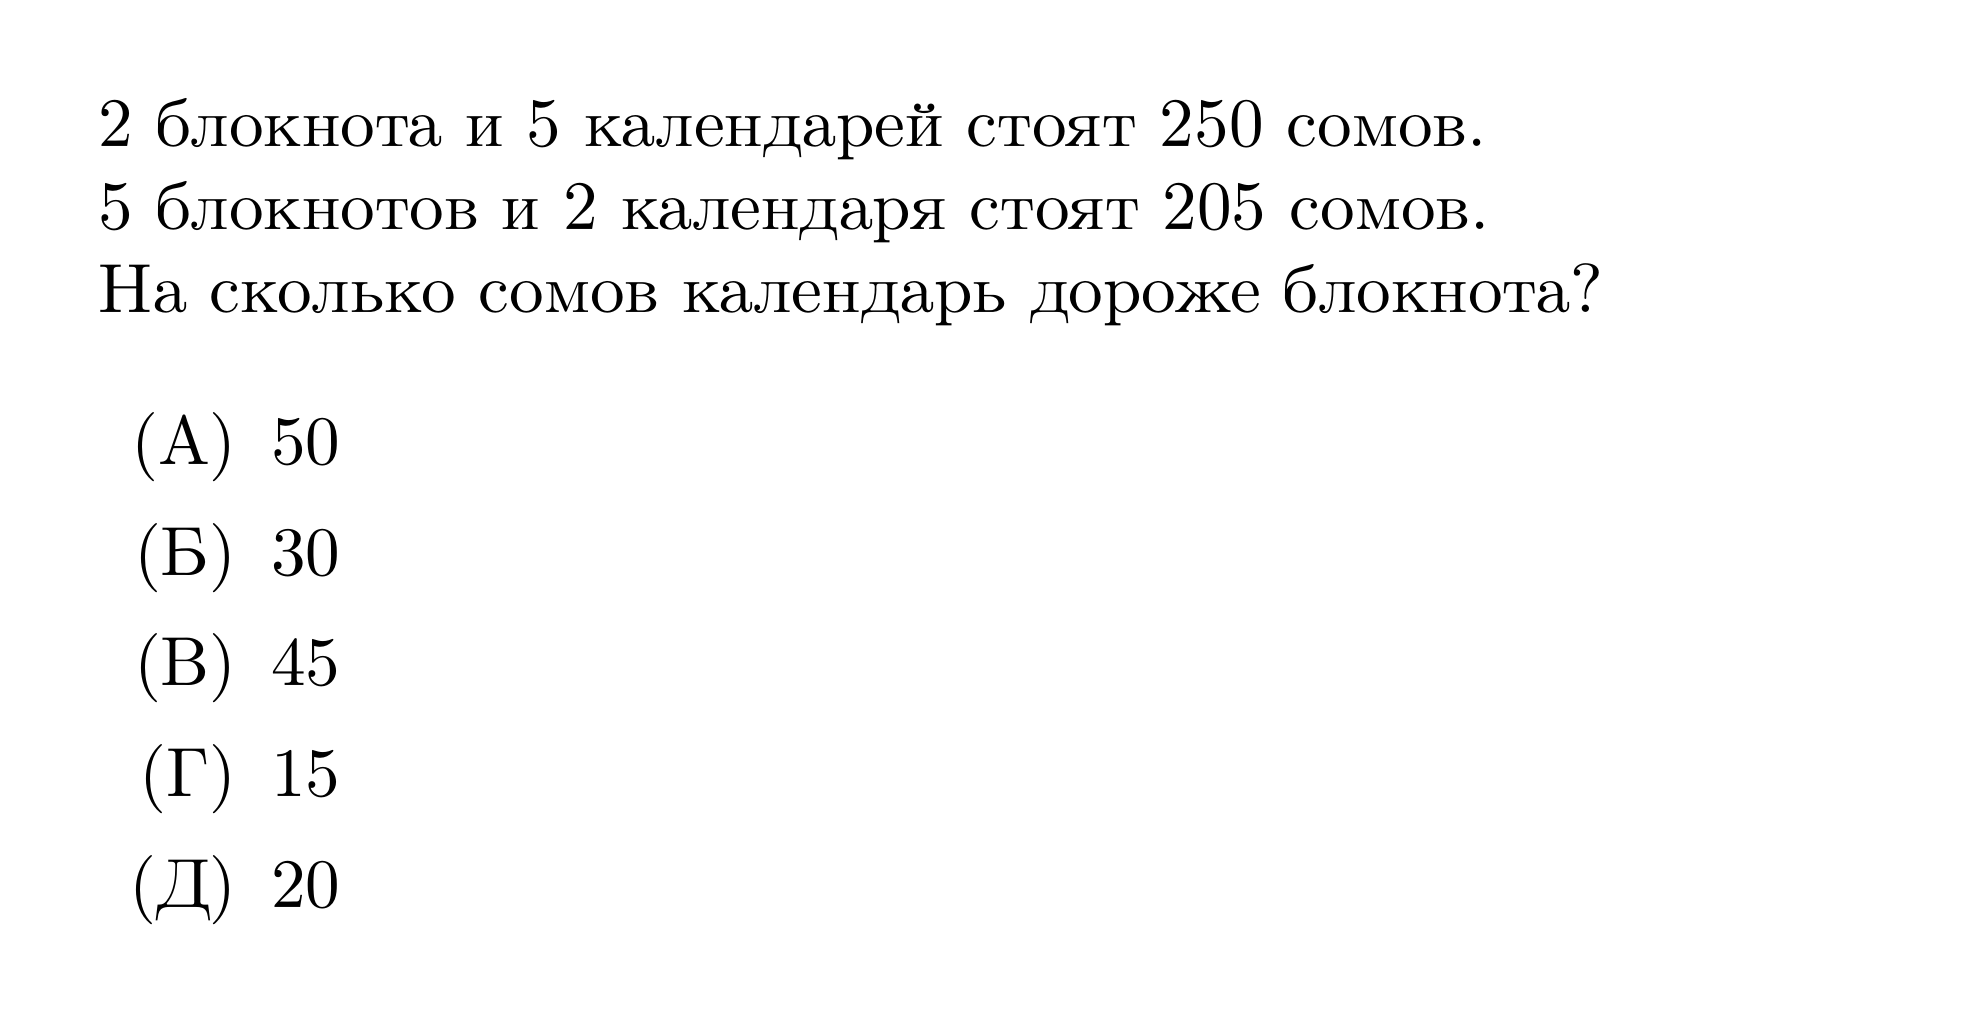 2 блокнота и 5 календарей стоят 250 сомов.
5 блокнотов и 2 календаря стоят 205 сомов.
На сколько сомов календарь дороже блокнота?
(А) 50
(Б) 30
(В) 45
(Г) 15
(Д) 20